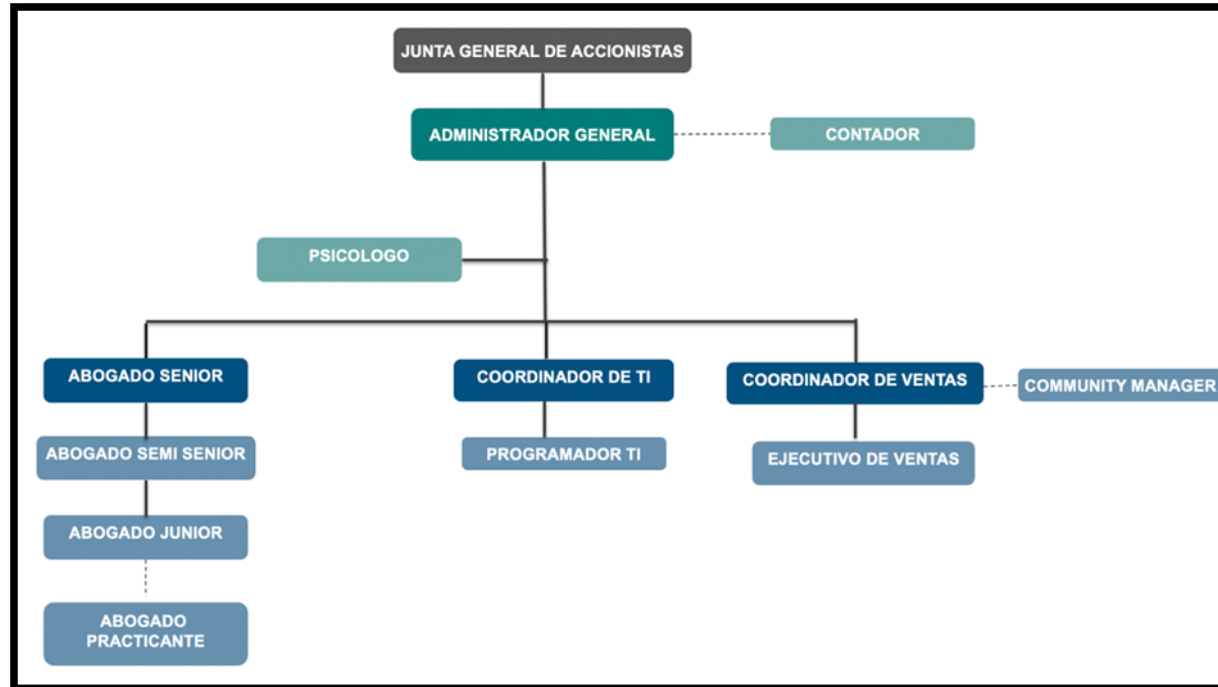 JUNTA GENERAL DE ACCIONISTAS
ADMINISTRADOR GENERAL
CONTADOR
PSICOLOGO
ABOGADO SENIOR
COORDINADOR DE TI
COORDINADOR DE VENTAS
COMMUNITY MANAGER
ABOGADO SEMI SENIOR
PROGRAMADOR TI
EJECUTIVO DE VENTAS
ABOGADO JUNIOR
ABOGADO
PRACTICANTE